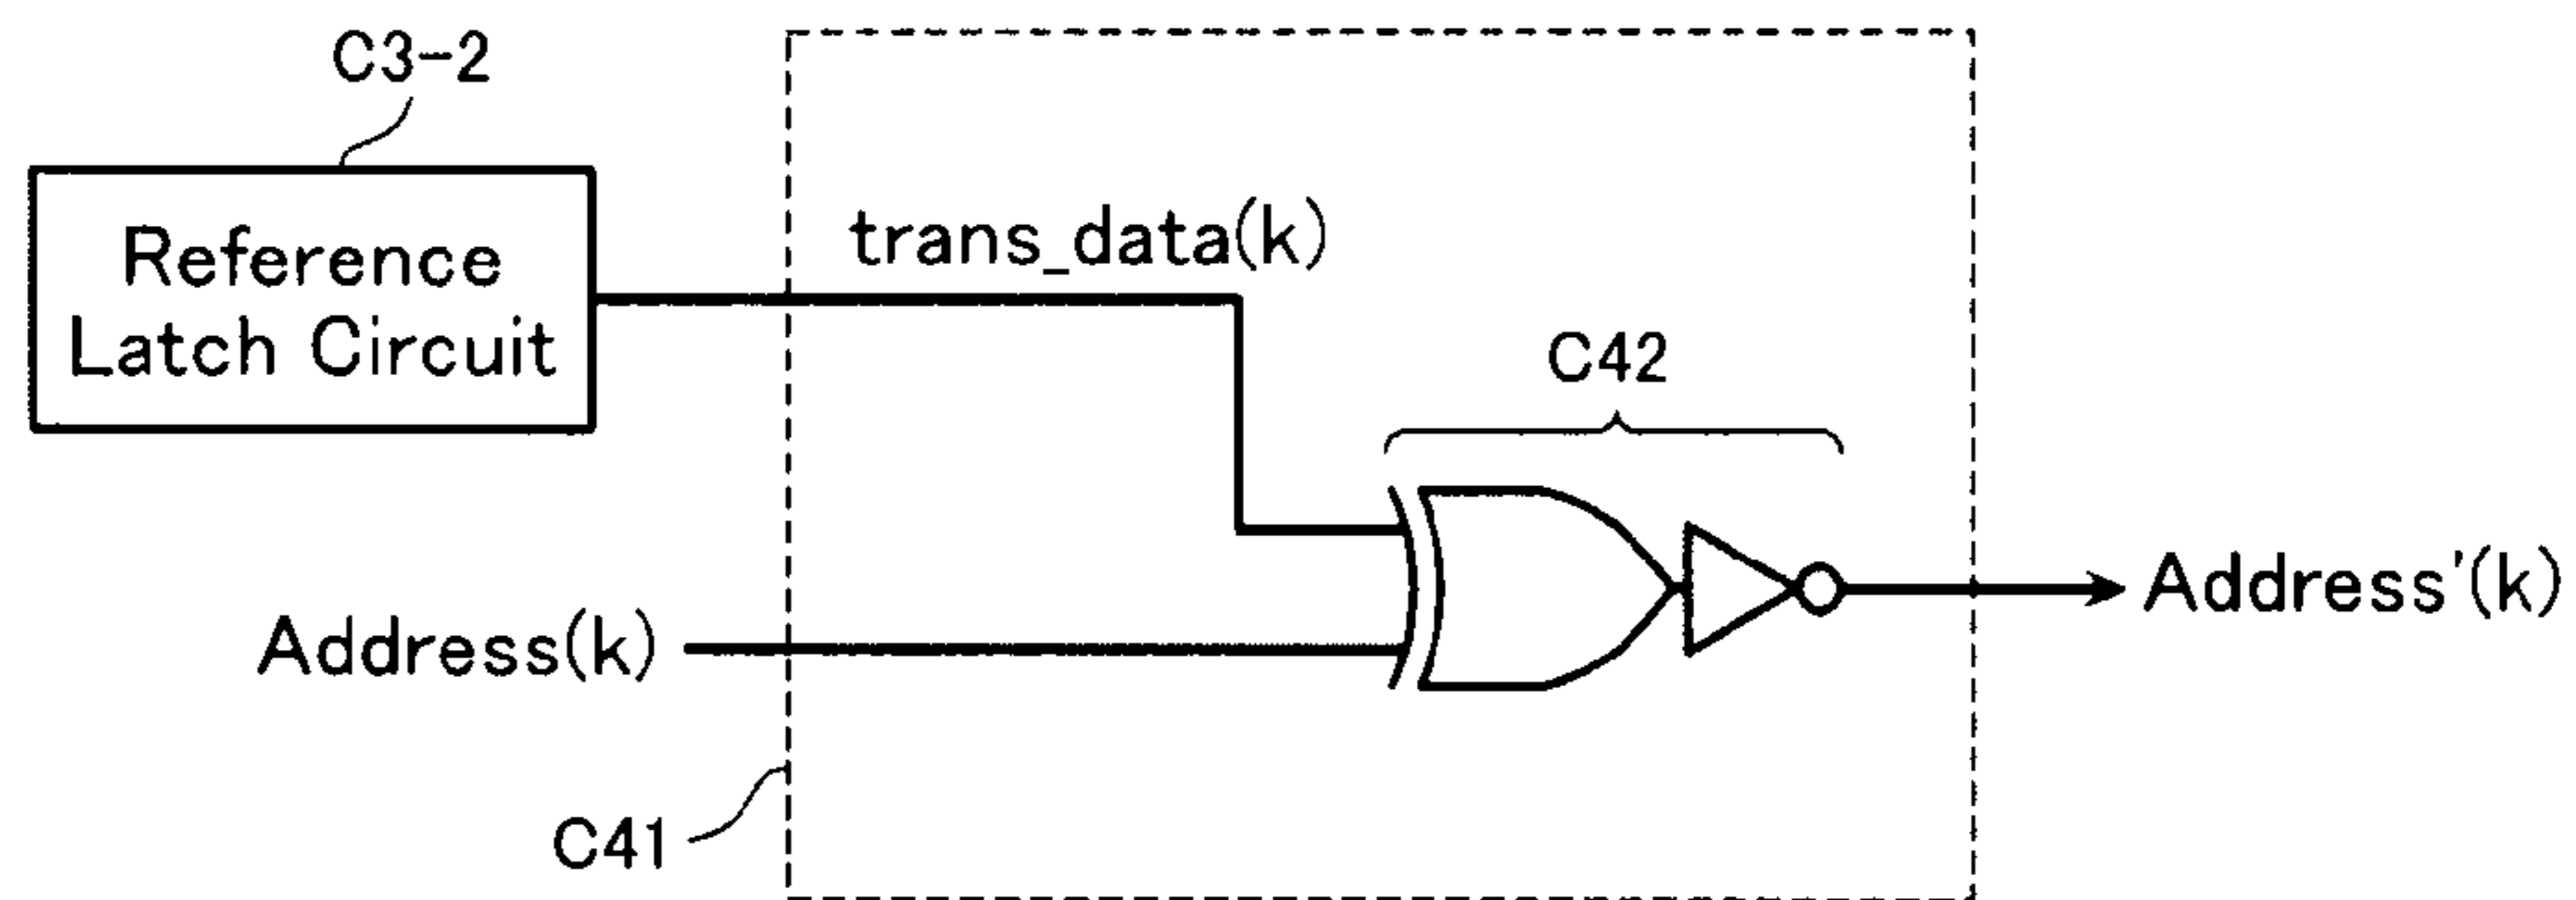 C3-2
Reference
Latch Circuit
trans_data(k)
C42
Address(k)
Address'(k)
C41